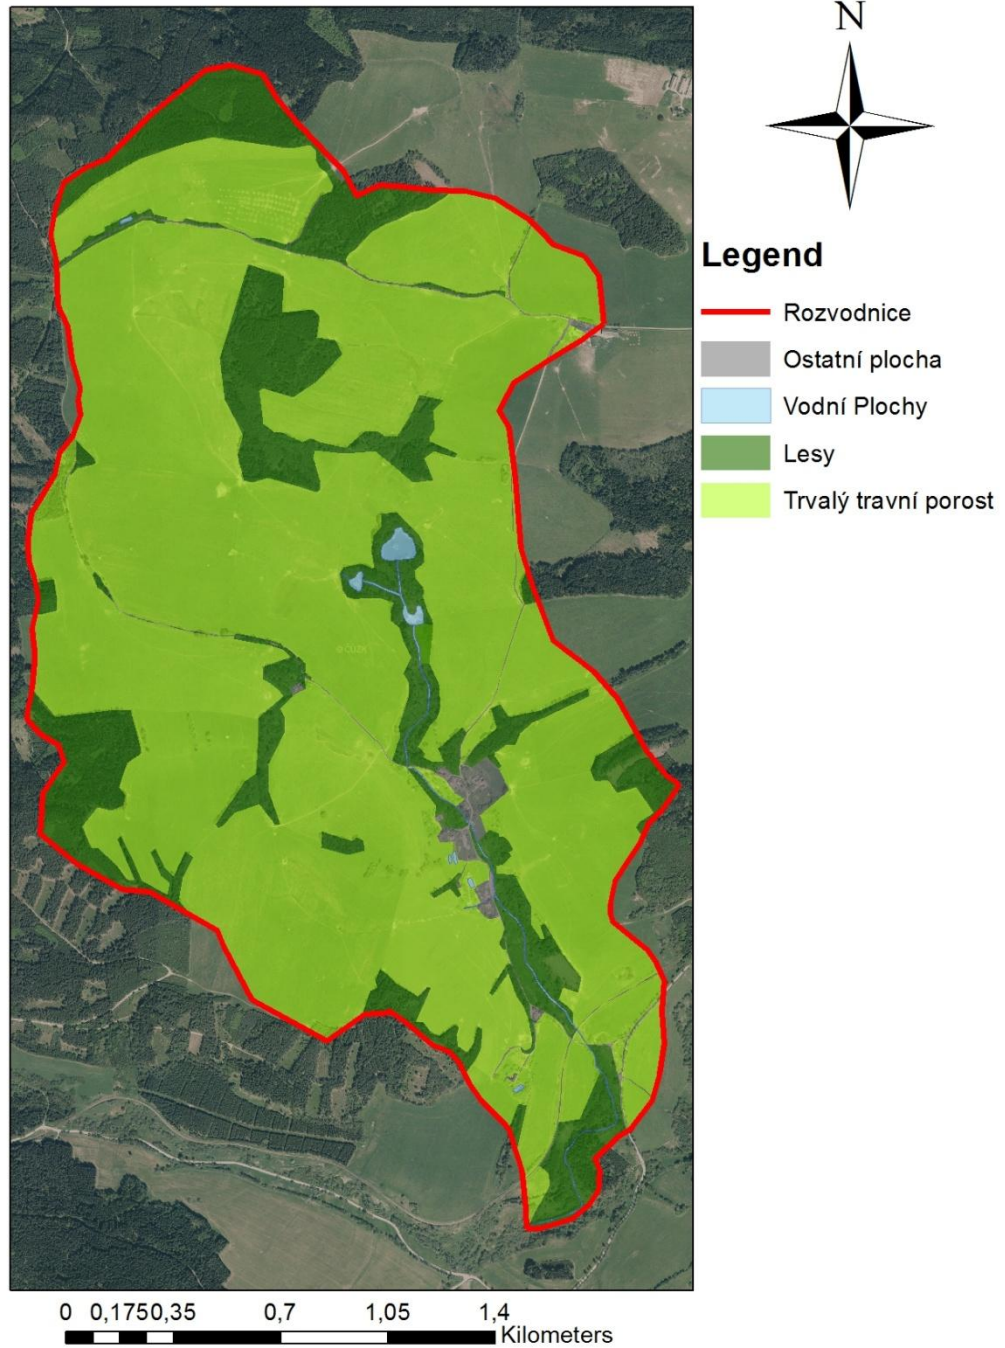 N
Legend
Rozvodnice
Ostatní plocha
Vodní Plochy
Lesy
Trvalý travní porost
©ČÚZK
0 0,1750,35 0,7 1,05 1,4
Kilometers